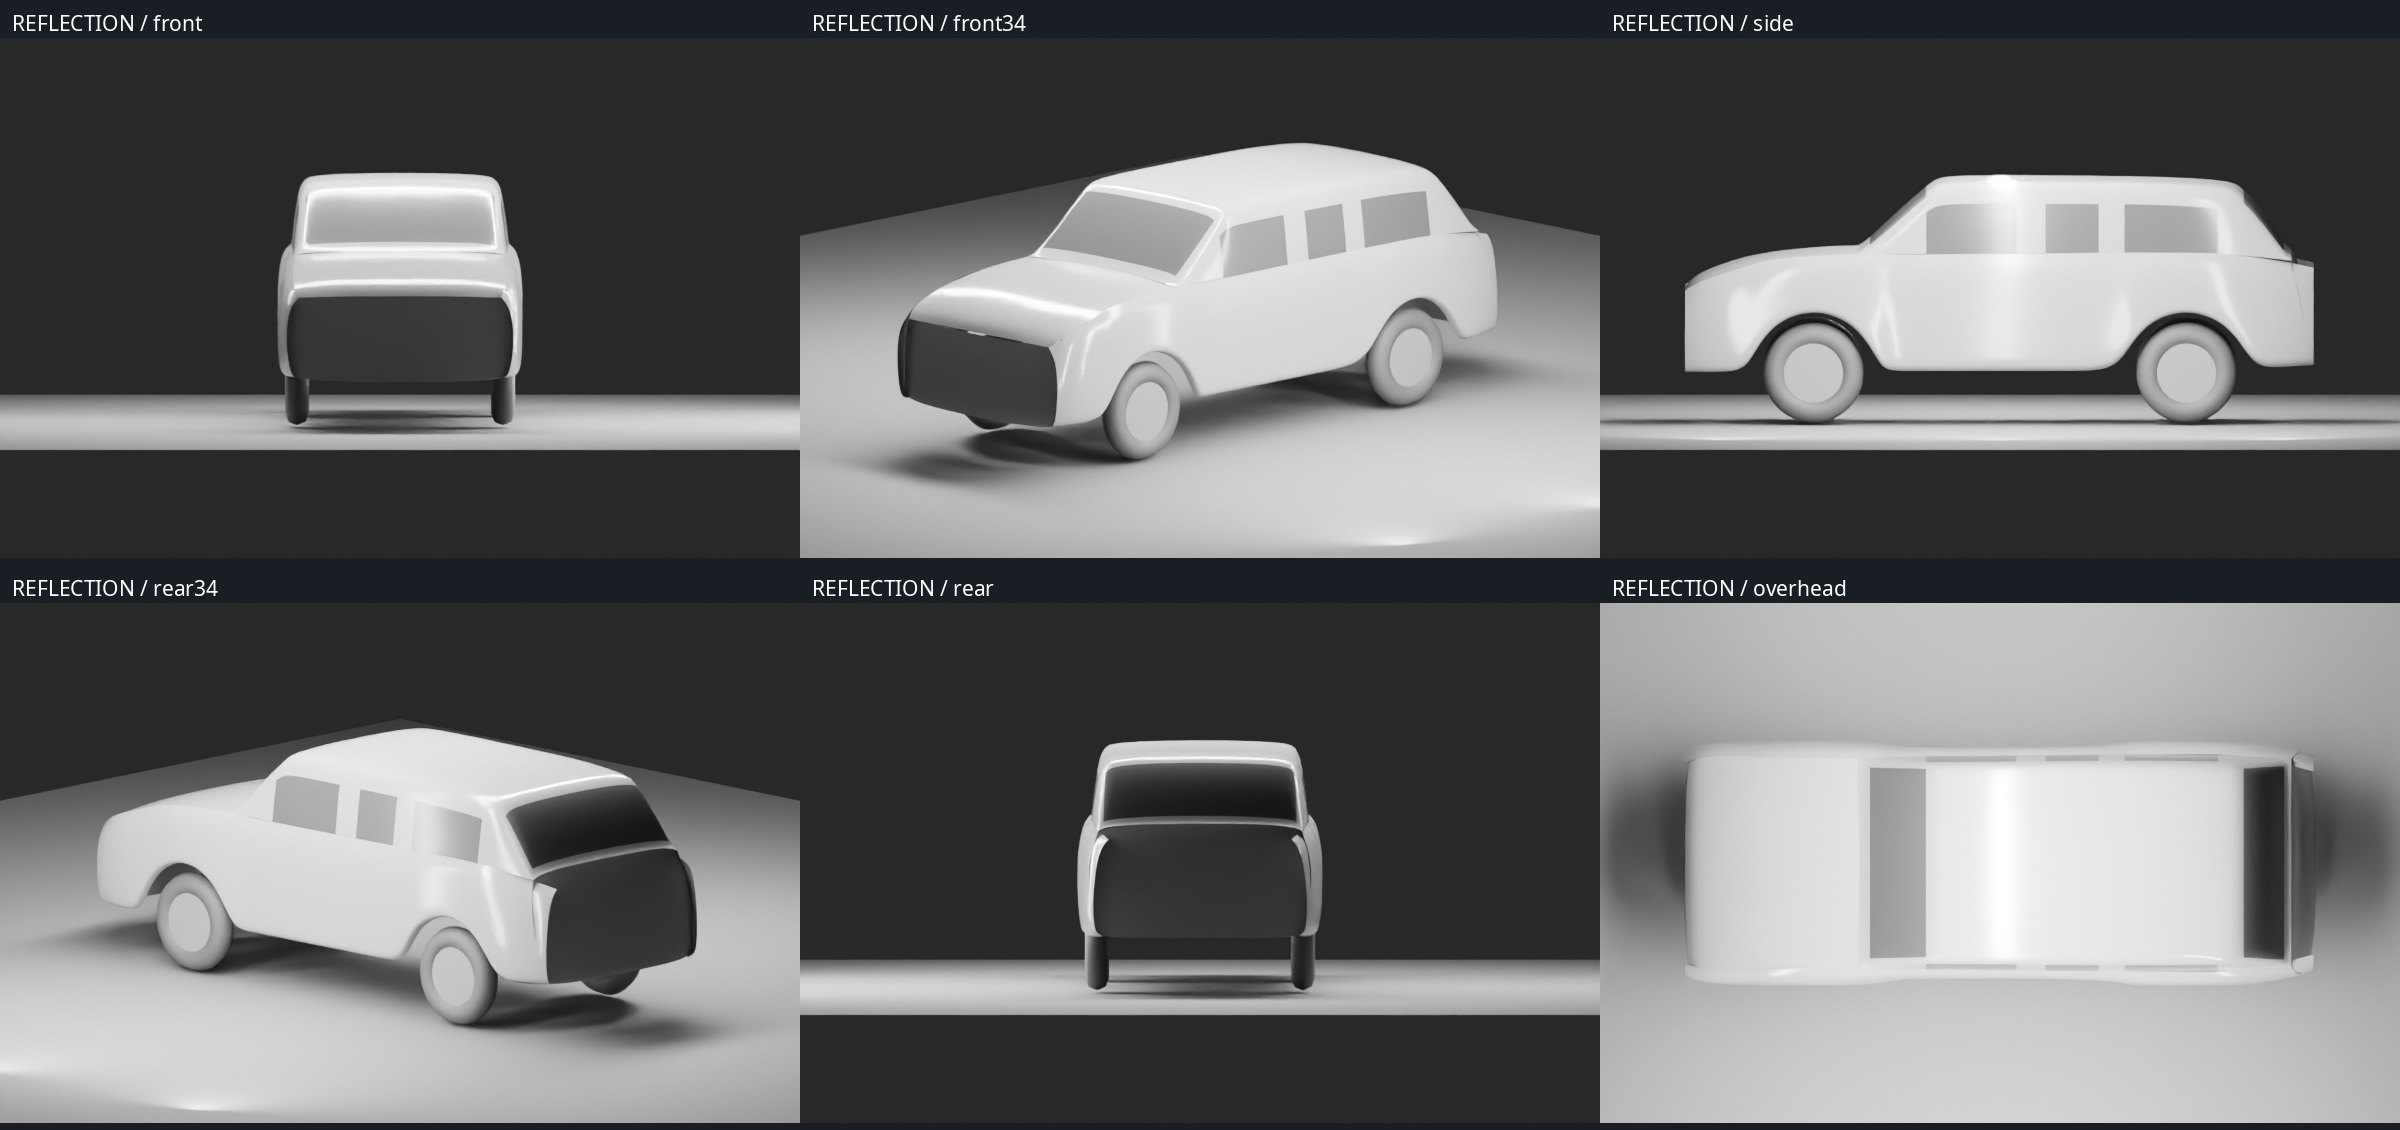 REFLECTION / front
REFLECTION / front34
REFLECTION / side
REFLECTION / rear34
REFLECTION / rear
REFLECTION / overhead